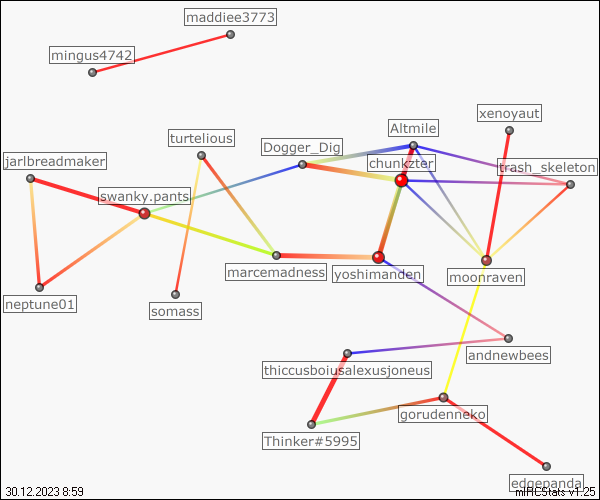 maddiee3773
mingus4742
xenoyaut
Altmile
turtelious
Dogger_Dig
jarlbreadmaker
chunkzter
trash_skeleton
swanky.pants
marcemadness
yoshimanden
moonraven
neptune01
somass
andnewbees
thiccusboiusalexusjoneus
gorudenneko
Thinker#5995
edgepanda
30.12.2023 8:59
mIRCStats v1.25